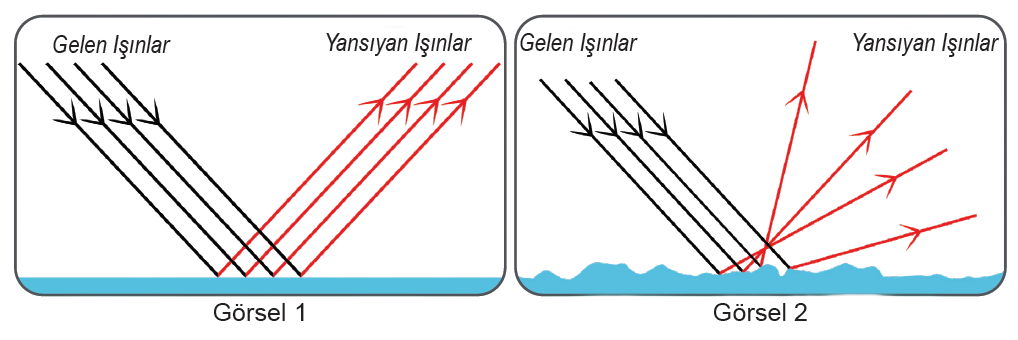 Gelen Işınlar
Yansıyan Işınlar
Gelen Işınlar
Yansıyan Işınlar
Görsel 1
Görsel 2